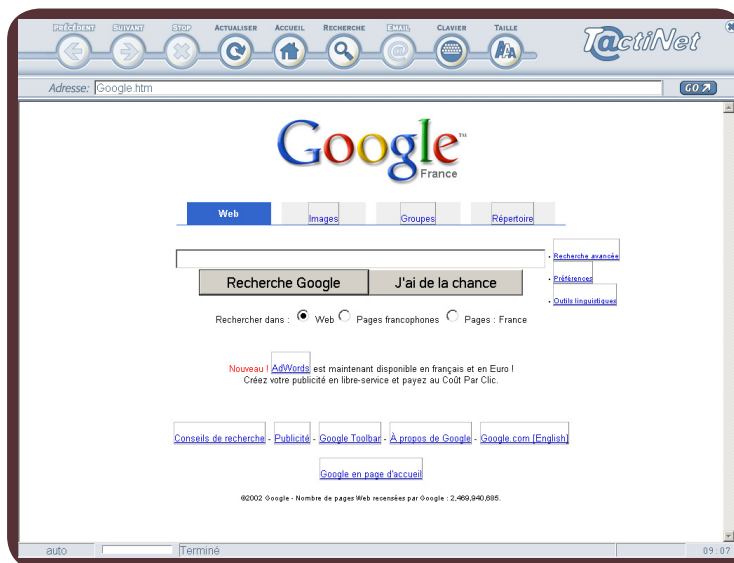 Précédent Suivant Stop Actualiser Accueil Recherche Email Clavier Taille
TactiNet
Adresse: Google.htm GO
Google™
France
Web Images Groupes Répertoire
Recherche Google J'ai de la chance
• Recherche avancée
• Préférences
• Outils linguistiques
Rechercher dans : Web Pages francophones Pages : France
Nouveau ! AdWords est maintenant disponible en français et en Euro !
Créez votre publicité en libre-service et payez au Coût Par Clic.
Conseils de recherche - Publicité - Google Toolbar - À propos de Google - Google.com [English]
Google en page d'accueil
©2002 Google - Nombre de pages Web recensées par Google : 2,469,940,685.
auto Terminé 09:07